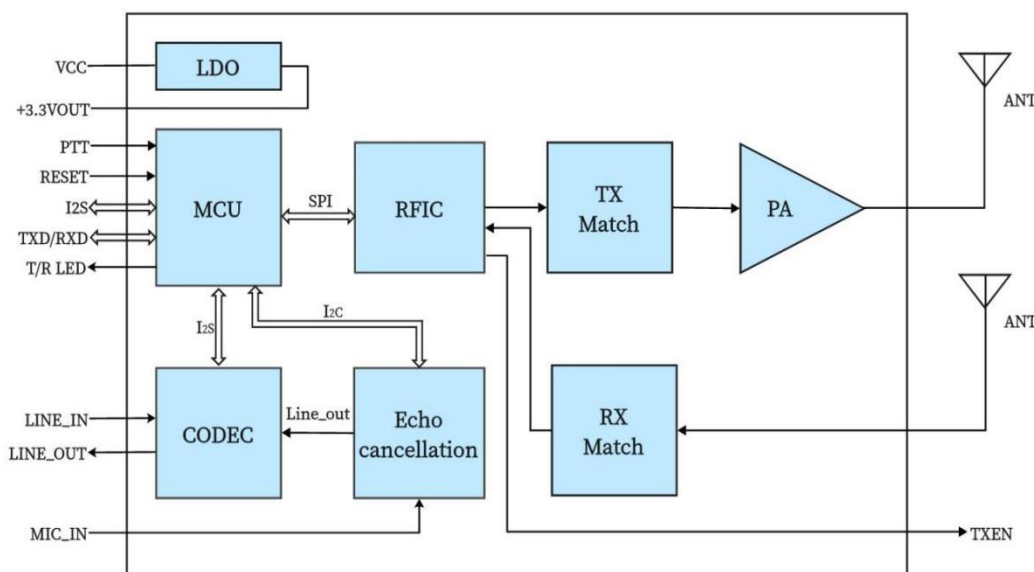 VCC
LDO
+3.3VOUT
ANT
PTT
RESET
I2S
TXD/RXD
T/R LED
MCU
SPI
RFIC
TX
Match
PA
I2S
I2C
ANT
LINE_IN
LINE_OUT
CODEC
Line_out
Echo
cancellation
RX
Match
MIC_IN
TXEN